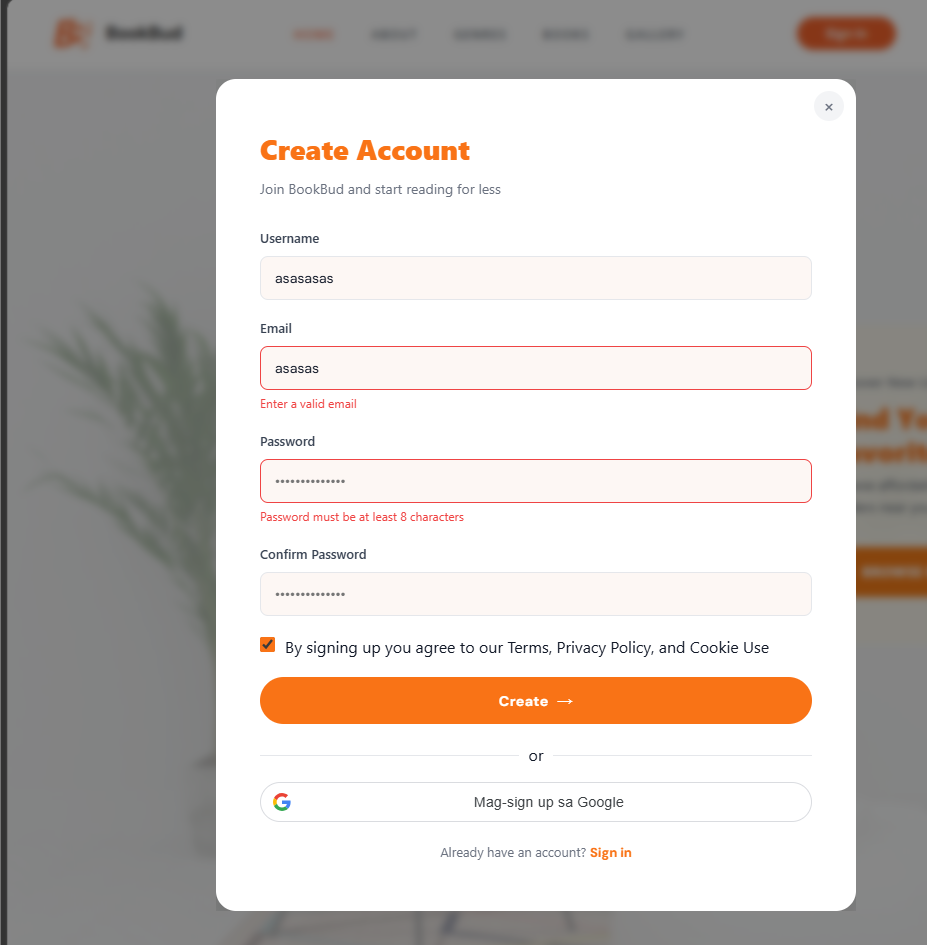 BookBud
HOME
ABOUT
GENRES
BOOKS
GALLERY
Sign In
×
Create Account
Join BookBud and start reading for less
Username
asasasas
Email
asasas
Enter a valid email
Password
••••••••••••••
Password must be at least 8 characters
Confirm Password
••••••••••••••
By signing up you agree to our Terms, Privacy Policy, and Cookie Use
Create →
or
Mag-sign up sa Google
Already have an account? Sign in